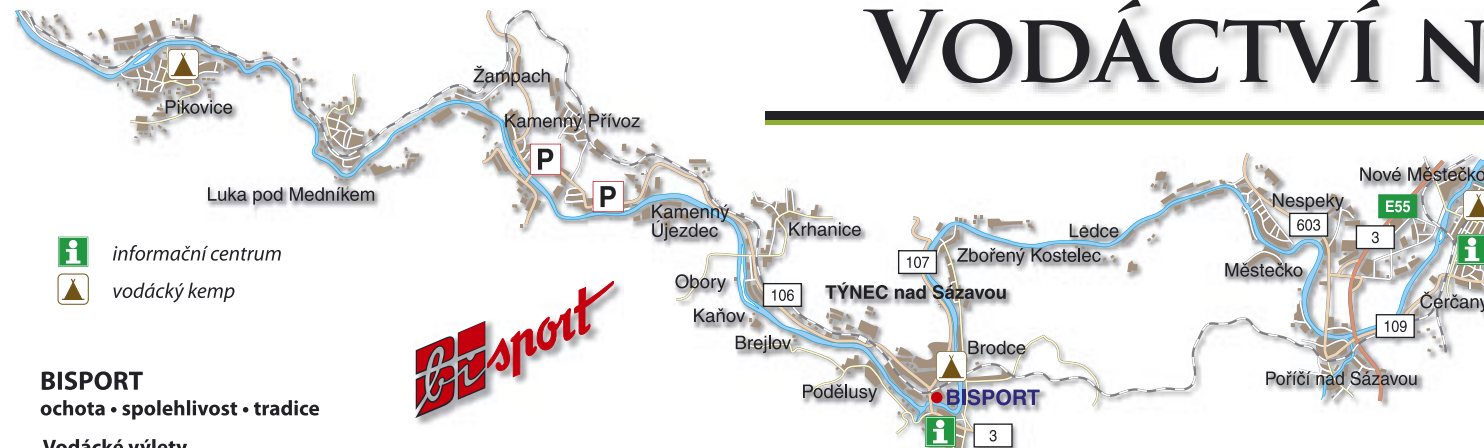 VODÁCTVÍ N
Žampach
Pikovice
Kamenný Přívoz
P
P
Luka pod Medníkem
Kamenný
Újezdec
Krhanice
Nové Městečko
Nespeky
E55
603
3
Ledce
Zbořený Kostelec
107
Městečko
informační centrum
vodácký kemp
Obory
106
TÝNEC nad Sázavou
Čerčany
Kaňov
109
Brejlov
Brodce
bisport
Poříčí nad Sázavou
Podělusy
BISPORT
3
BISPORT
ochota • spolehlivost • tradice
Vodácké výlety